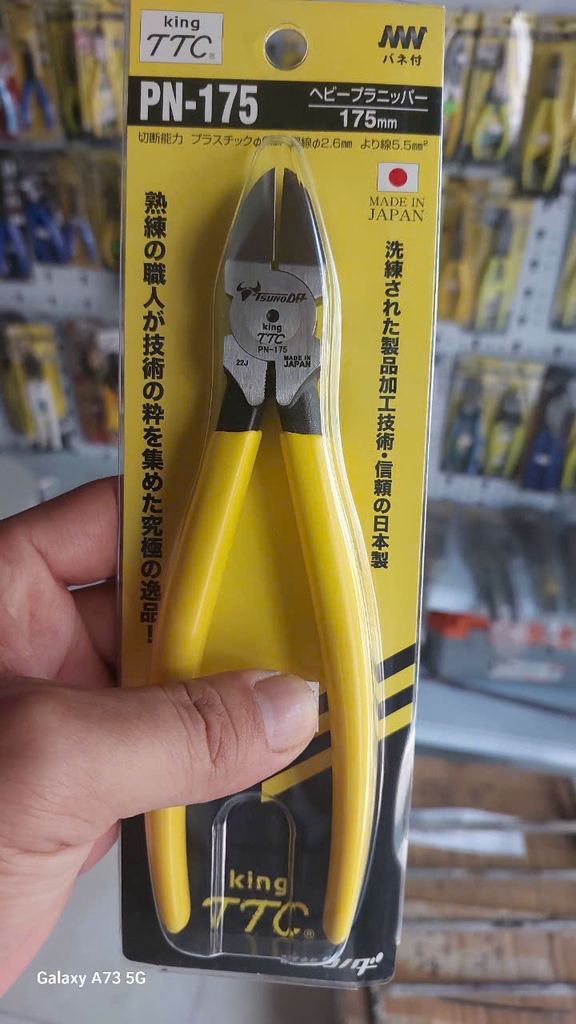 king
TTC®
バネ付
PN-175
ヘビープラニッパー
175mm
切断能力 プラスチックφ 線φ2.6mm より線5.5mm²
MADE IN
JAPAN
熟練の職人が技術の粋を集めた究極の逸品!
洗練された製品加工技術・信頼の日本製
TSUNODA
king
TTC
PN-175
22J
MADE IN
JAPAN
king
TTC®
Galaxy A73 5G